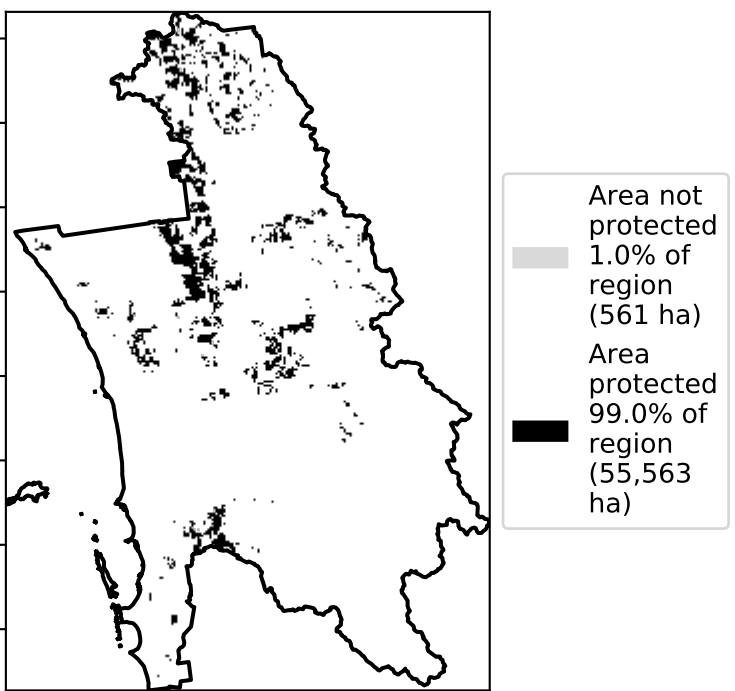 Area not
protected
1.0% of
region
(561 ha)
Area
protected
99.0% of
region
(55,563
ha)